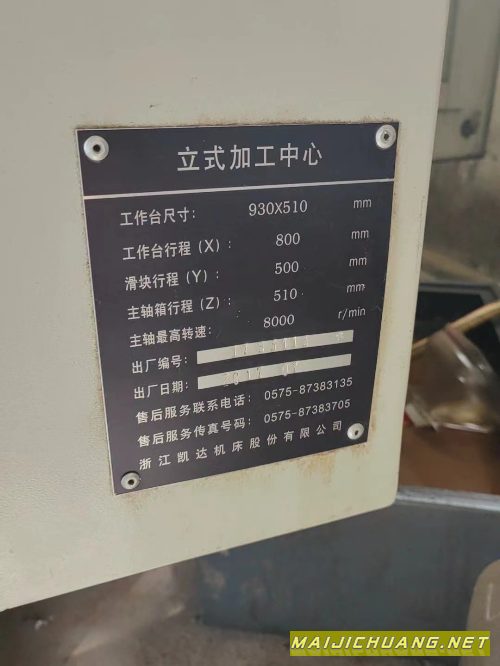 立式加工中心
工作台尺寸： 930X510 mm
工作台行程（X）： 800 mm
滑块行程（Y）： 500 mm
主轴箱行程（Z）： 510 mm
主轴最高转速： 8000 r/min
出厂编号：
出厂日期：
售后服务联系电话：0575-87383135
售后服务传真号码：0575-87383705
浙江凯达机床股份有限公司
MAIJICHUANG.NET